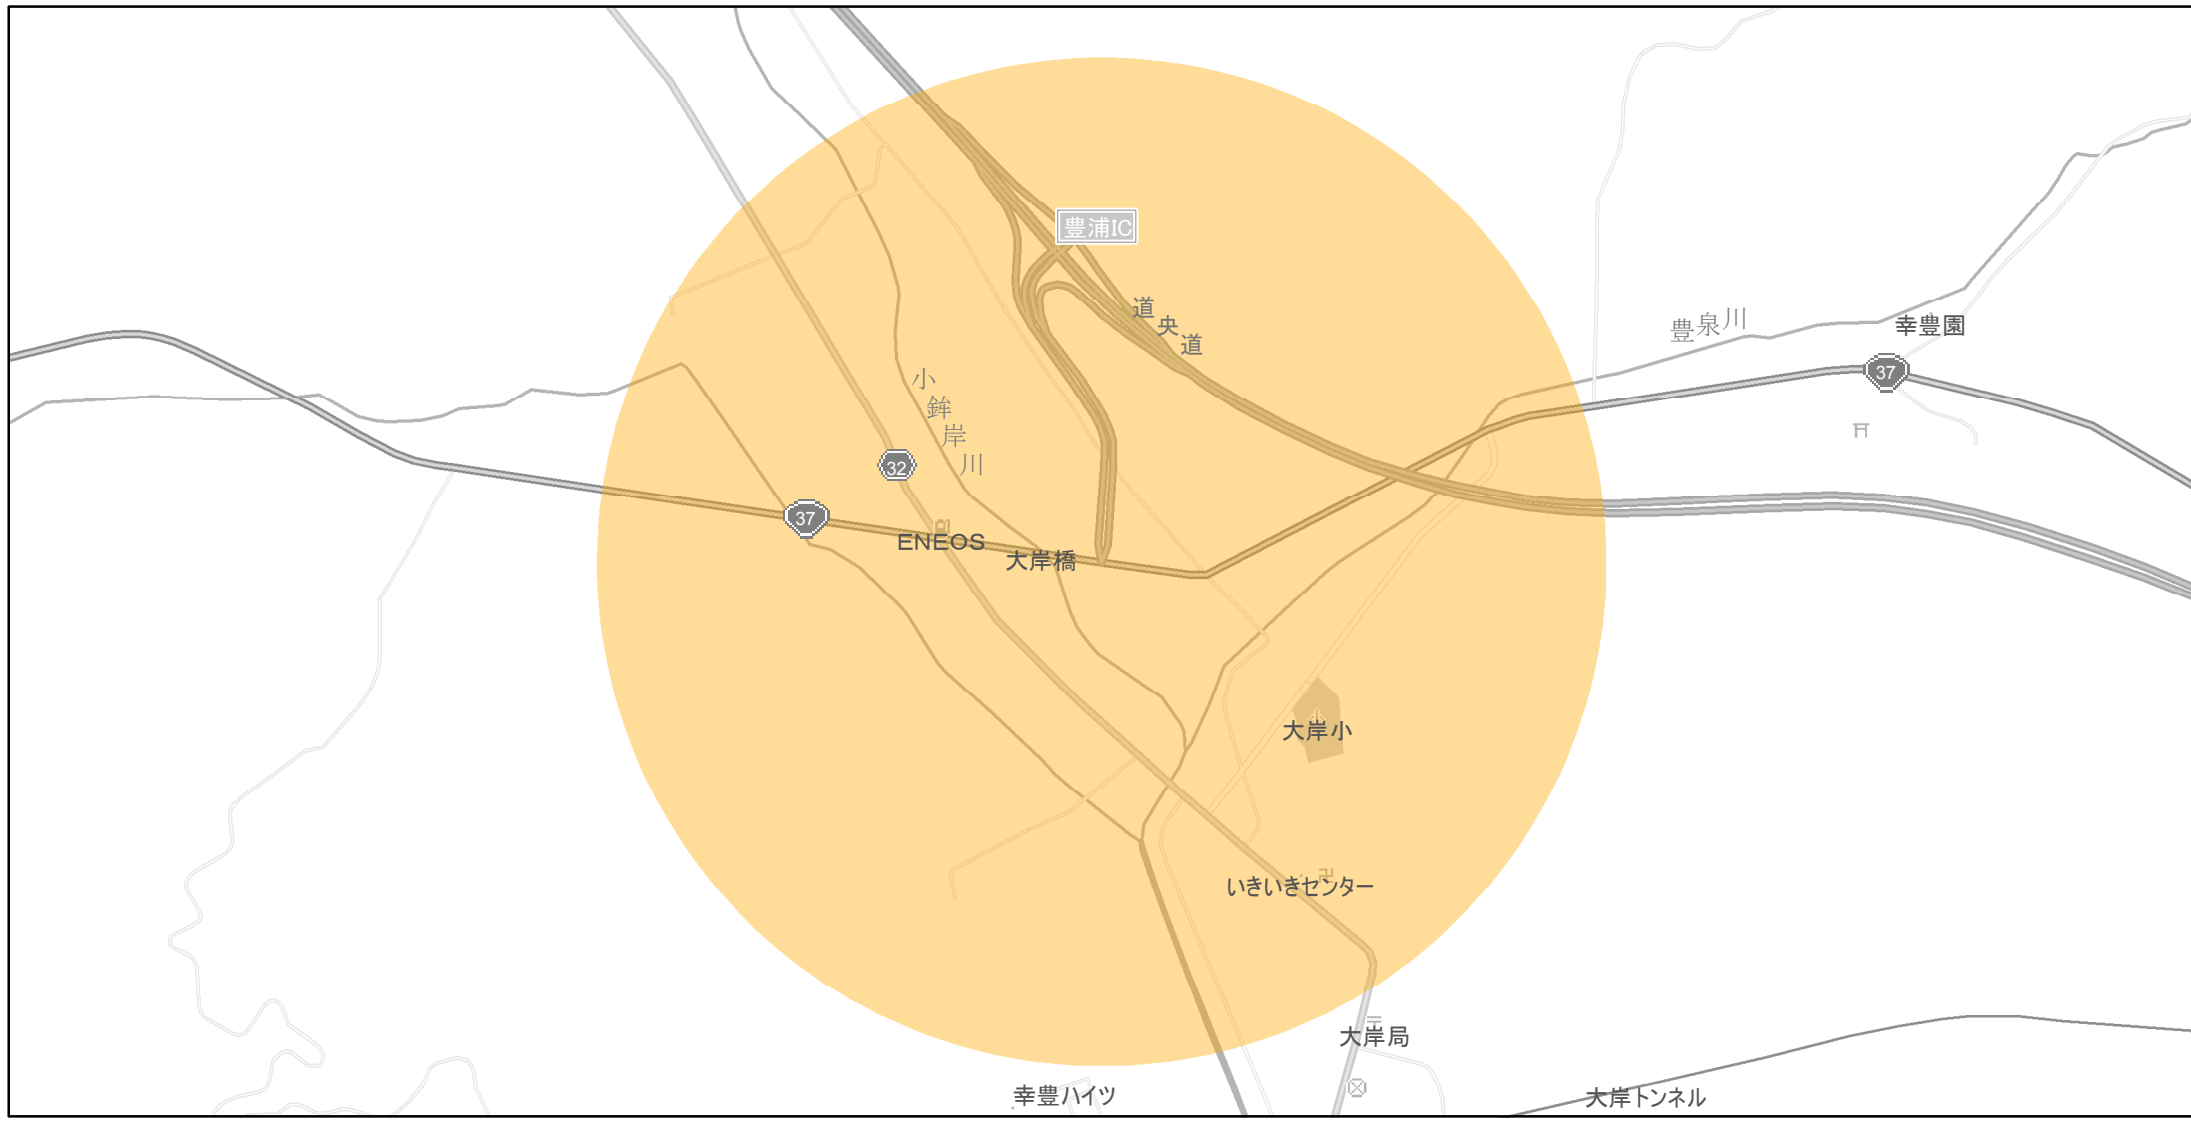 豊浦IC
道央道
豊泉川
幸豊園
37
小鉾岸川
32
37
ENEOS
大岸橋
大岸小
いきいきセンター
大岸局
幸豊ハイツ
大岸トンネル